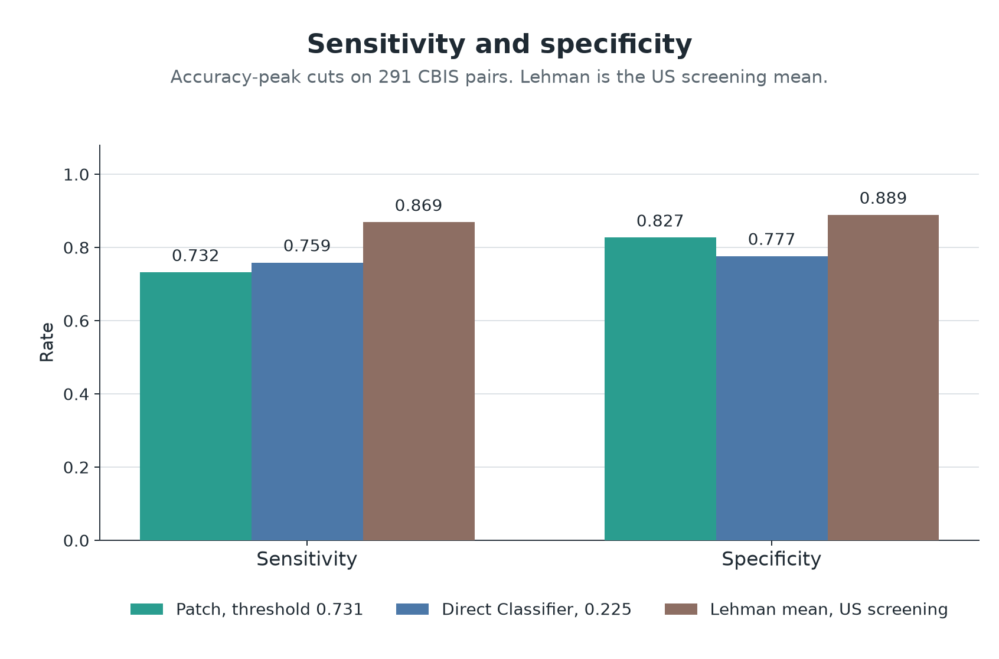 Sensitivity and specificity
Accuracy-peak cuts on 291 CBIS pairs. Lehman is the US screening mean.
Rate
1.0
0.8
0.6
0.4
0.2
0.0
0.732
0.759
0.869
0.827
0.777
0.889
Sensitivity
Specificity
Patch, threshold 0.731
Direct Classifier, 0.225
Lehman mean, US screening